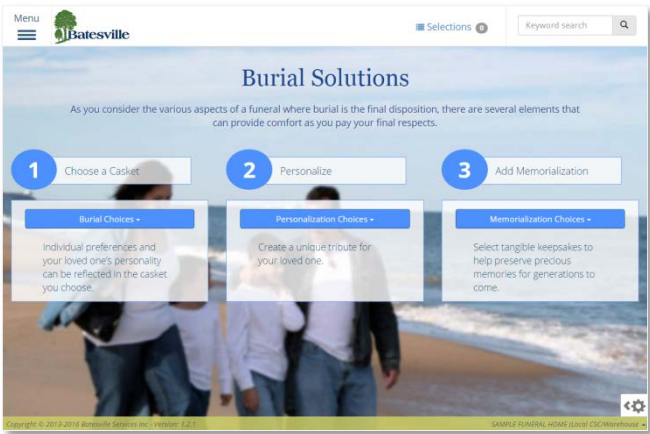 Menu
Batesville
Selections 0
Keyword search
Burial Solutions
As you consider the various aspects of a funeral where burial is the final disposition, there are several elements that
can provide comfort as you pay your final respects.
1 Choose a Casket
2 Personalize
3 Add Memorialization
Burial Choices
Individual preferences and
your loved one's personality
can be reflected in the casket
you choose.
Personalization Choices
Create a unique tribute for
your loved one.
Memorialization Choices
Select tangible keepsakes to
help preserve precious
memories for generations to
come.
Copyright © 2013-2016 Batesville Services Inc - Version: 1.2.1
SAMPLE FUNERAL HOME (Local CSC/Warehouse